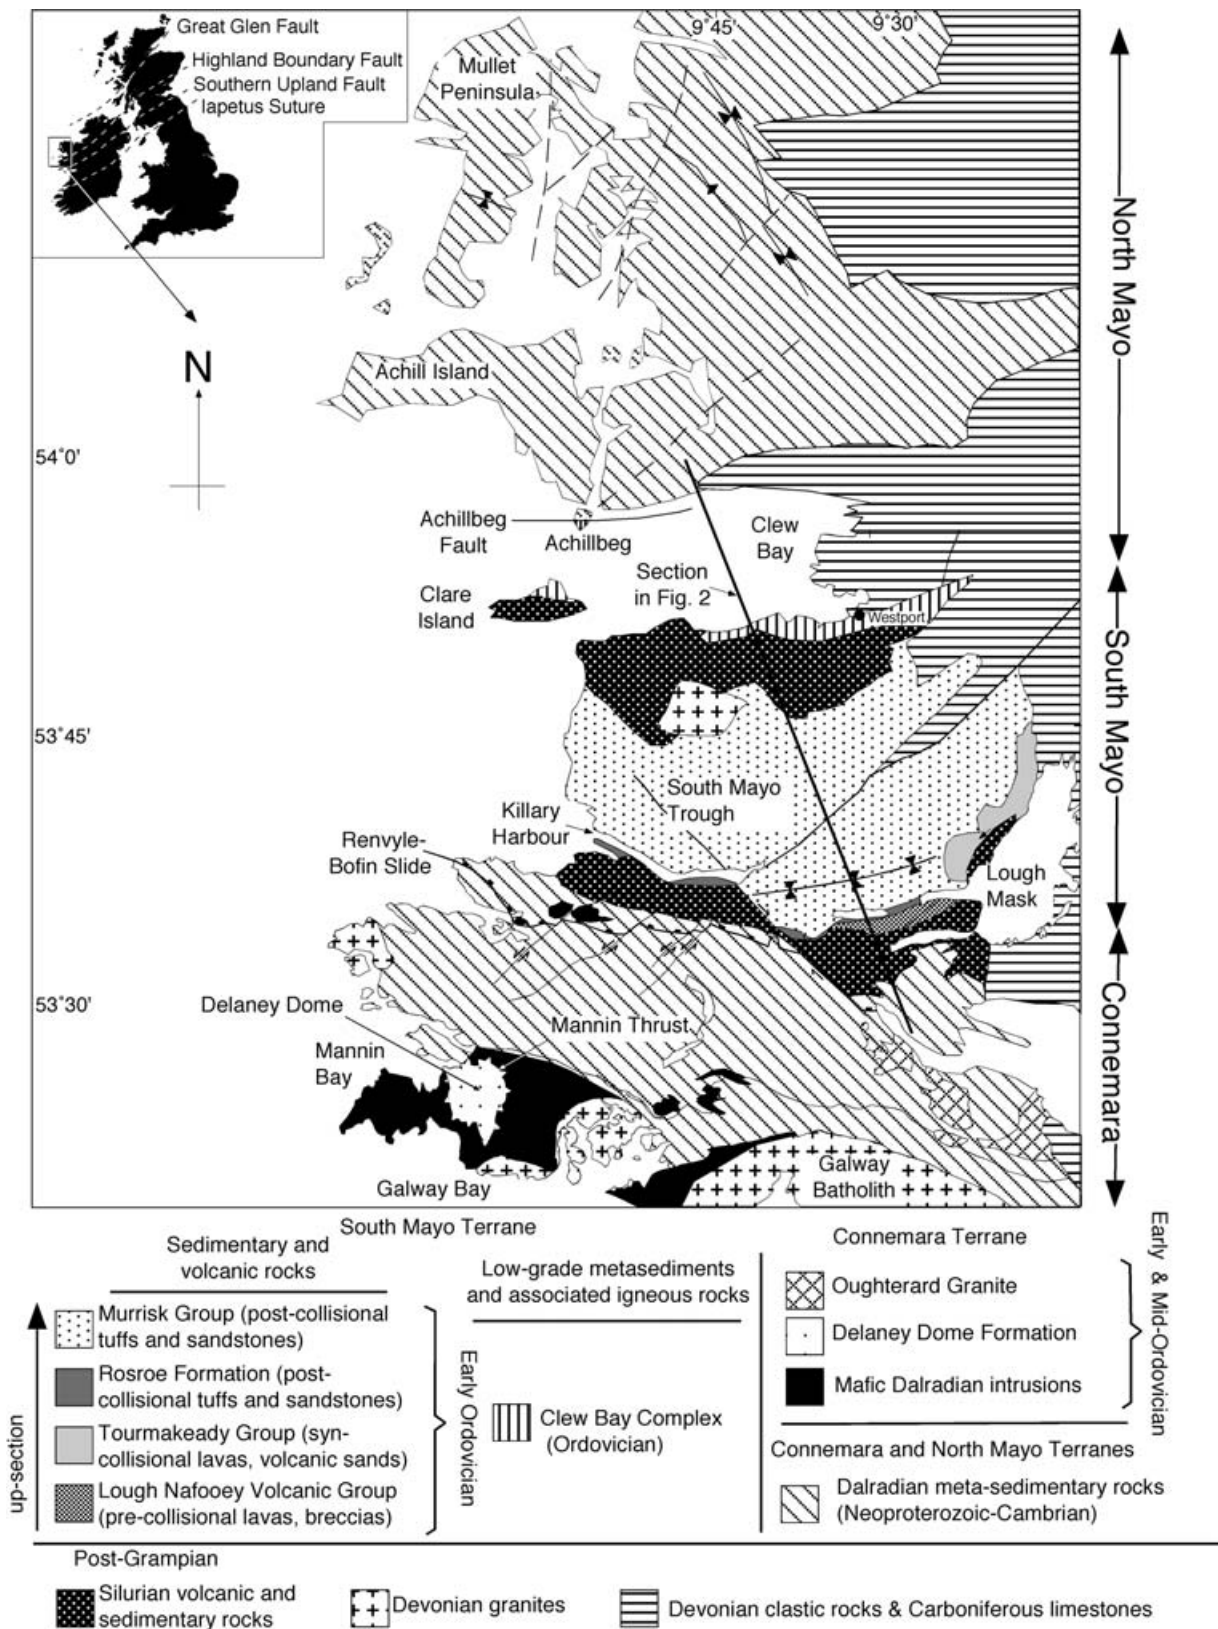 Great Glen Fault
Highland Boundary Fault
Southern Upland Fault
Iapetus Suture
9°45'
9°30'
Mullet
Peninsula
North Mayo
N
Achill Island
54°0'
Achillbeg
Fault
Achillbeg
Clew
Bay
Clare
Island
Section
in Fig. 2
Westport
South Mayo
53°45'
South Mayo
Trough
Killary
Harbour
Renvyle-
Bofin Slide
Lough
Mask
53°30'
Delaney Dome
Mannin Thrust
Mannin
Bay
Connemara
Galway Bay
Galway
Batholith
South Mayo Terrane
Sedimentary and
volcanic rocks
Murrisk Group (post-collisional
tuffs and sandstones)
Rosroe Formation (post-
collisional tuffs and sandstones)
Tourmakeady Group (syn-
collisional lavas, volcanic sands)
Lough Nafooey Volcanic Group
(pre-collisional lavas, breccias)
up-section
Early Ordovician
Low-grade metasediments
and associated igneous rocks
Clew Bay Complex
(Ordovician)
Connemara Terrane
Oughterard Granite
Delaney Dome Formation
Mafic Dalradian intrusions
Early & Mid-Ordovician
Connemara and North Mayo Terranes
Dalradian meta-sedimentary rocks
(Neoproterozoic-Cambrian)
Post-Grampian
Silurian volcanic and
sedimentary rocks
Devonian granites
Devonian clastic rocks & Carboniferous limestones